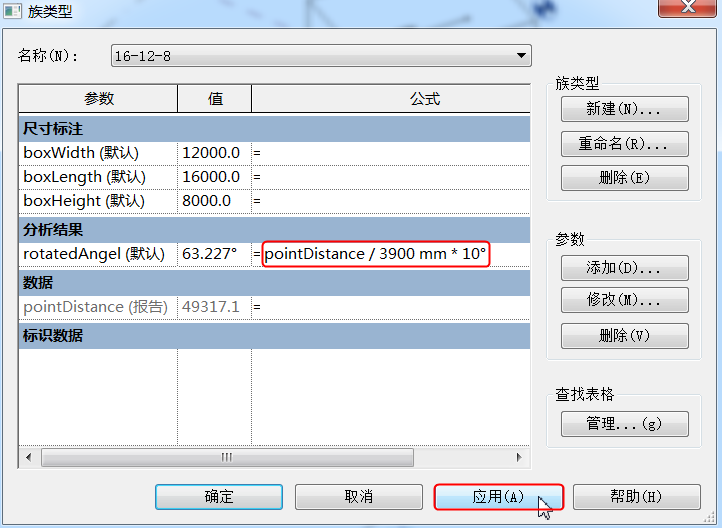 族类型
名称(N)： 16-12-8
参数 值 公式
尺寸标注
boxWidth (默认) 12000.0 =
boxLength (默认) 16000.0 =
boxHeight (默认) 8000.0 =
分析结果
rotatedAngel (默认) 63.227° = pointDistance / 3900 mm * 10°
数据
pointDistance (报告) 49317.1 =
标识数据
族类型
新建(N)...
重命名(R)...
删除(E)
参数
添加(D)...
修改(M)...
删除(V)
查找表格
管理...(g)
确定 取消 应用(A) 帮助(H)